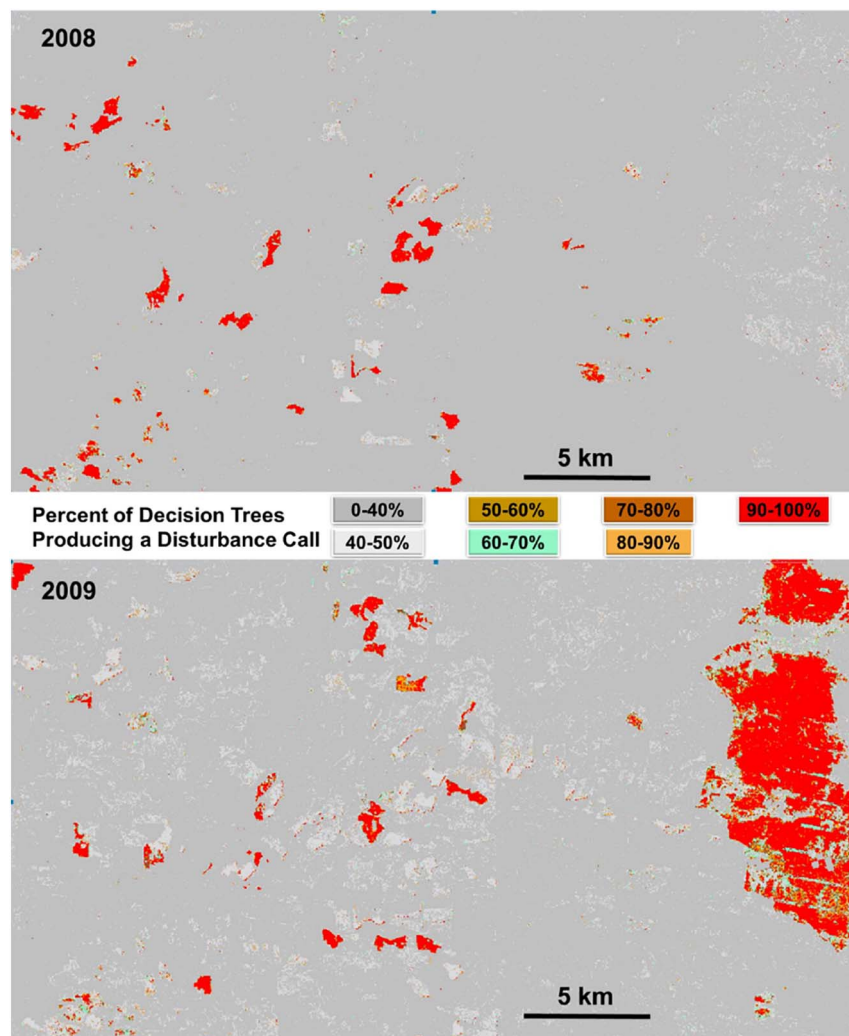 2008
5 km
Percent of Decision Trees
Producing a Disturbance Call
0-40%
50-60%
70-80%
90-100%
40-50%
60-70%
80-90%
2009
5 km